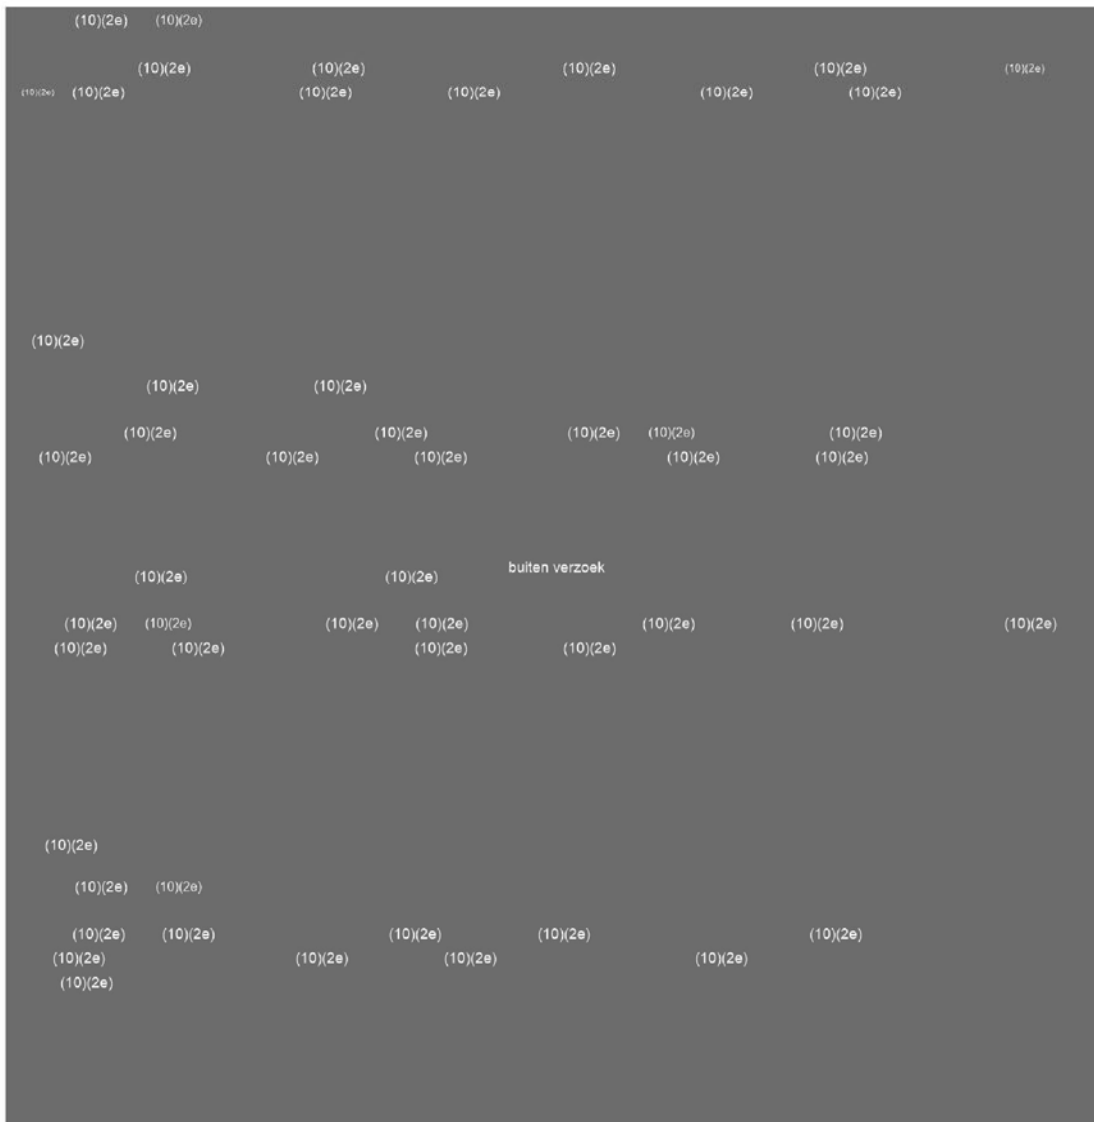 (10)(2e) (10)(2e)
(10)(2e) (10)(2e) (10)(2e) (10)(2e) (10)(2e)
(10)(2e) (10)(2e) (10)(2e) (10)(2e) (10)(2e) (10)(2e)
(10)(2e)
(10)(2e) (10)(2e)
(10)(2e) (10)(2e) (10)(2e) (10)(2e) (10)(2e)
(10)(2e) (10)(2e) (10)(2e) (10)(2e) (10)(2e)
buiten verzoek
(10)(2e) (10)(2e)
(10)(2e) (10)(2e) (10)(2e) (10)(2e) (10)(2e) (10)(2e) (10)(2e)
(10)(2e) (10)(2e) (10)(2e) (10)(2e)
(10)(2e)
(10)(2e) (10)(2e)
(10)(2e) (10)(2e) (10)(2e) (10)(2e) (10)(2e)
(10)(2e) (10)(2e) (10)(2e) (10)(2e)
(10)(2e)